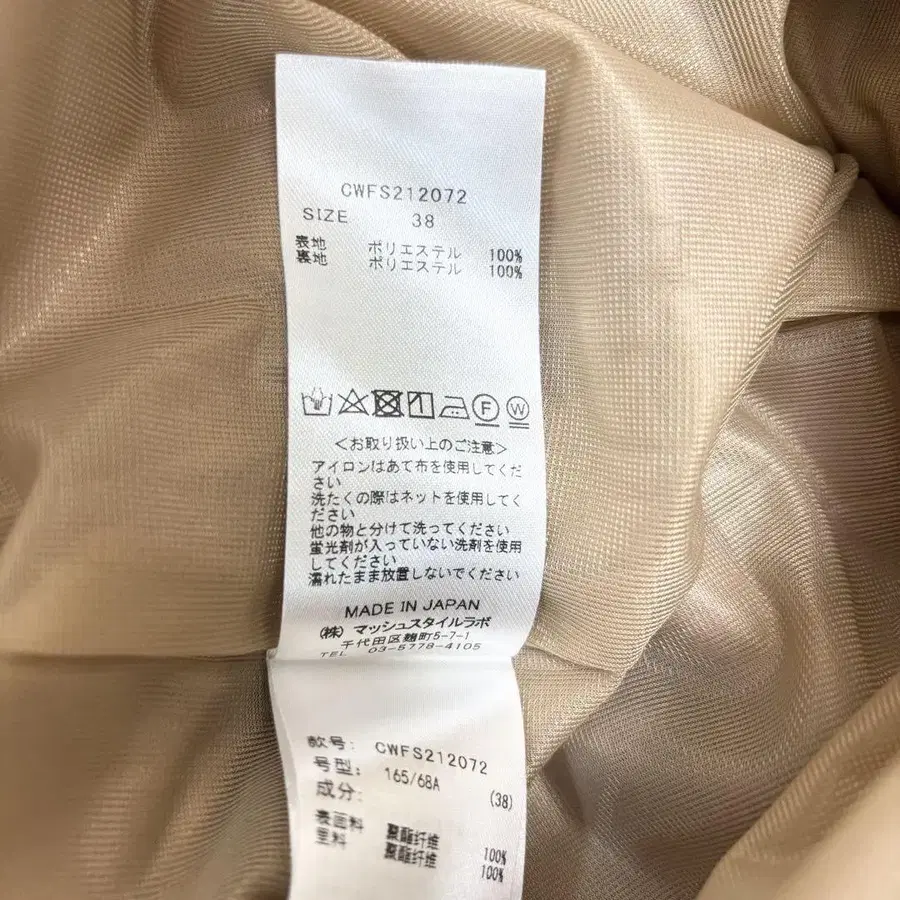 CWFS212072
SIZE 38
表地 ポリエステル 100%
裏地 ポリエステル 100%
F W
<お取り扱い上のご注意>
アイロンはあて布を使用してくだ
さい
洗たくの際はネットを使用してく
ださい
他の物と分けて洗ってください
蛍光剤が入っていない洗剤を使用
してください
濡れたまま放置しないでください
MADE IN JAPAN
(株) マッシュスタイルラボ
千代田区麹町5-7-1
TEL 03-5778-4105
款号: CWFS212072
号型: 165/68A (38)
成分:
表面料 聚酯纤维 100%
里料 聚酯纤维 100%